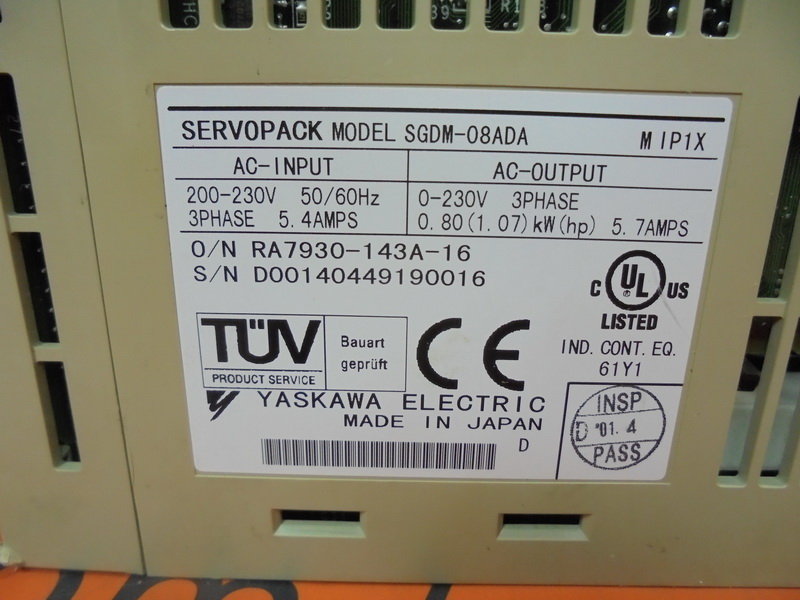 SERVOPACK MODEL SGDM-08ADA M IP1X
AC-INPUT AC-OUTPUT
200-230V 50/60Hz 0-230V 3PHASE
3PHASE 5.4AMPS 0.80(1.07)kW(hp) 5.7AMPS
O/N RA7930-143A-16
S/N D00140449190016
C UL US
LISTED
IND. CONT. EQ.
61Y1
TÜV
PRODUCT SERVICE
Bauart
geprüft
CE
YASKAWA ELECTRIC
MADE IN JAPAN
D
INSP
D '01.4
PASS